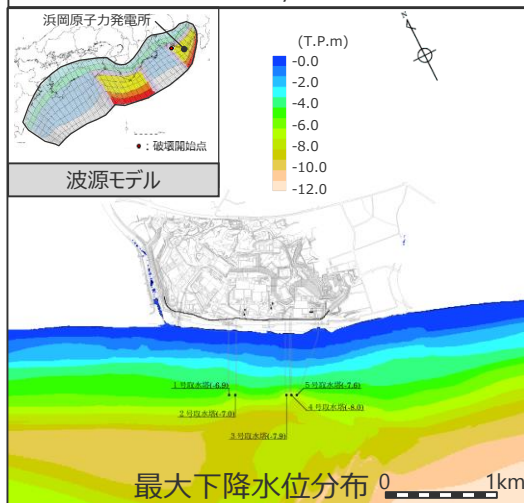 浜岡原子力発電所
●：破壊開始点
波源モデル
N
(T.P.m)
-0.0
-2.0
-4.0
-6.0
-8.0
-10.0
-12.0
1号取水塔(-6.9)
5号取水塔(-7.6)
2号取水塔(-7.0)
4号取水塔(-8.0)
3号取水塔(-7.9)
最大下降水位分布
0 1km